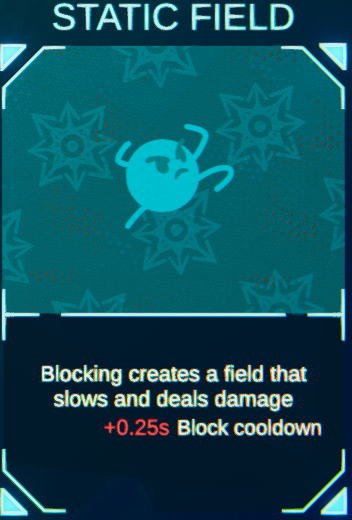 STATIC FIELD
Blocking creates a field that
slows and deals damage
+0.25s Block cooldown